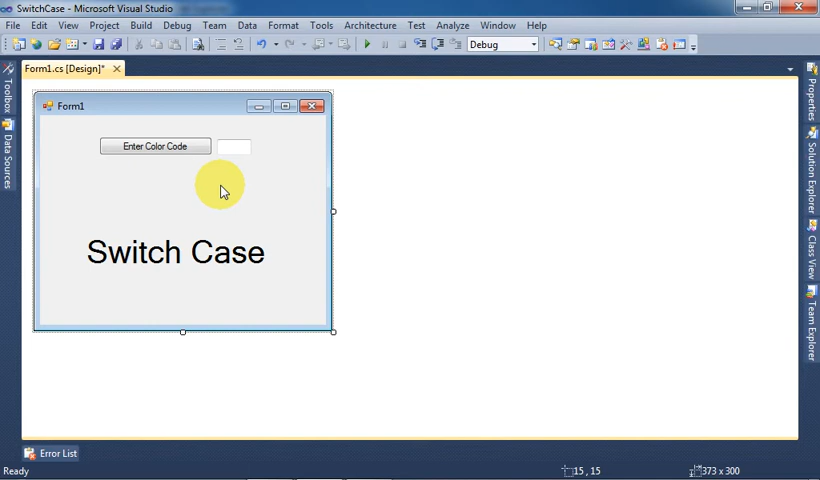 SwitchCase - Microsoft Visual Studio
File Edit View Project Build Debug Team Data Format Tools Architecture Test Analyze Window Help
Debug
Form1.cs [Design]*
Toolbox
Data Sources
Form1
Enter Color Code
Switch Case
Properties
Solution Explorer
Class View
Team Explorer
Error List
Ready
15 , 15
373 x 300